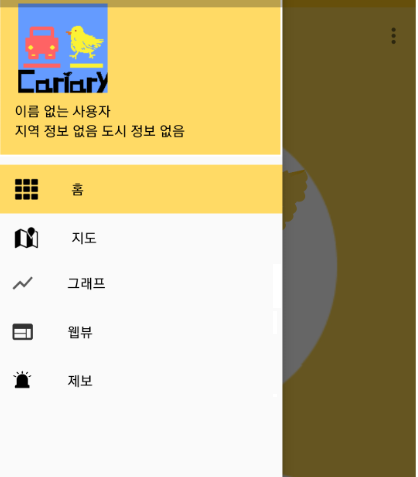 Cariary
이름 없는 사용자
지역 정보 없음 도시 정보 없음
홈
지도
그래프
웹뷰
제보